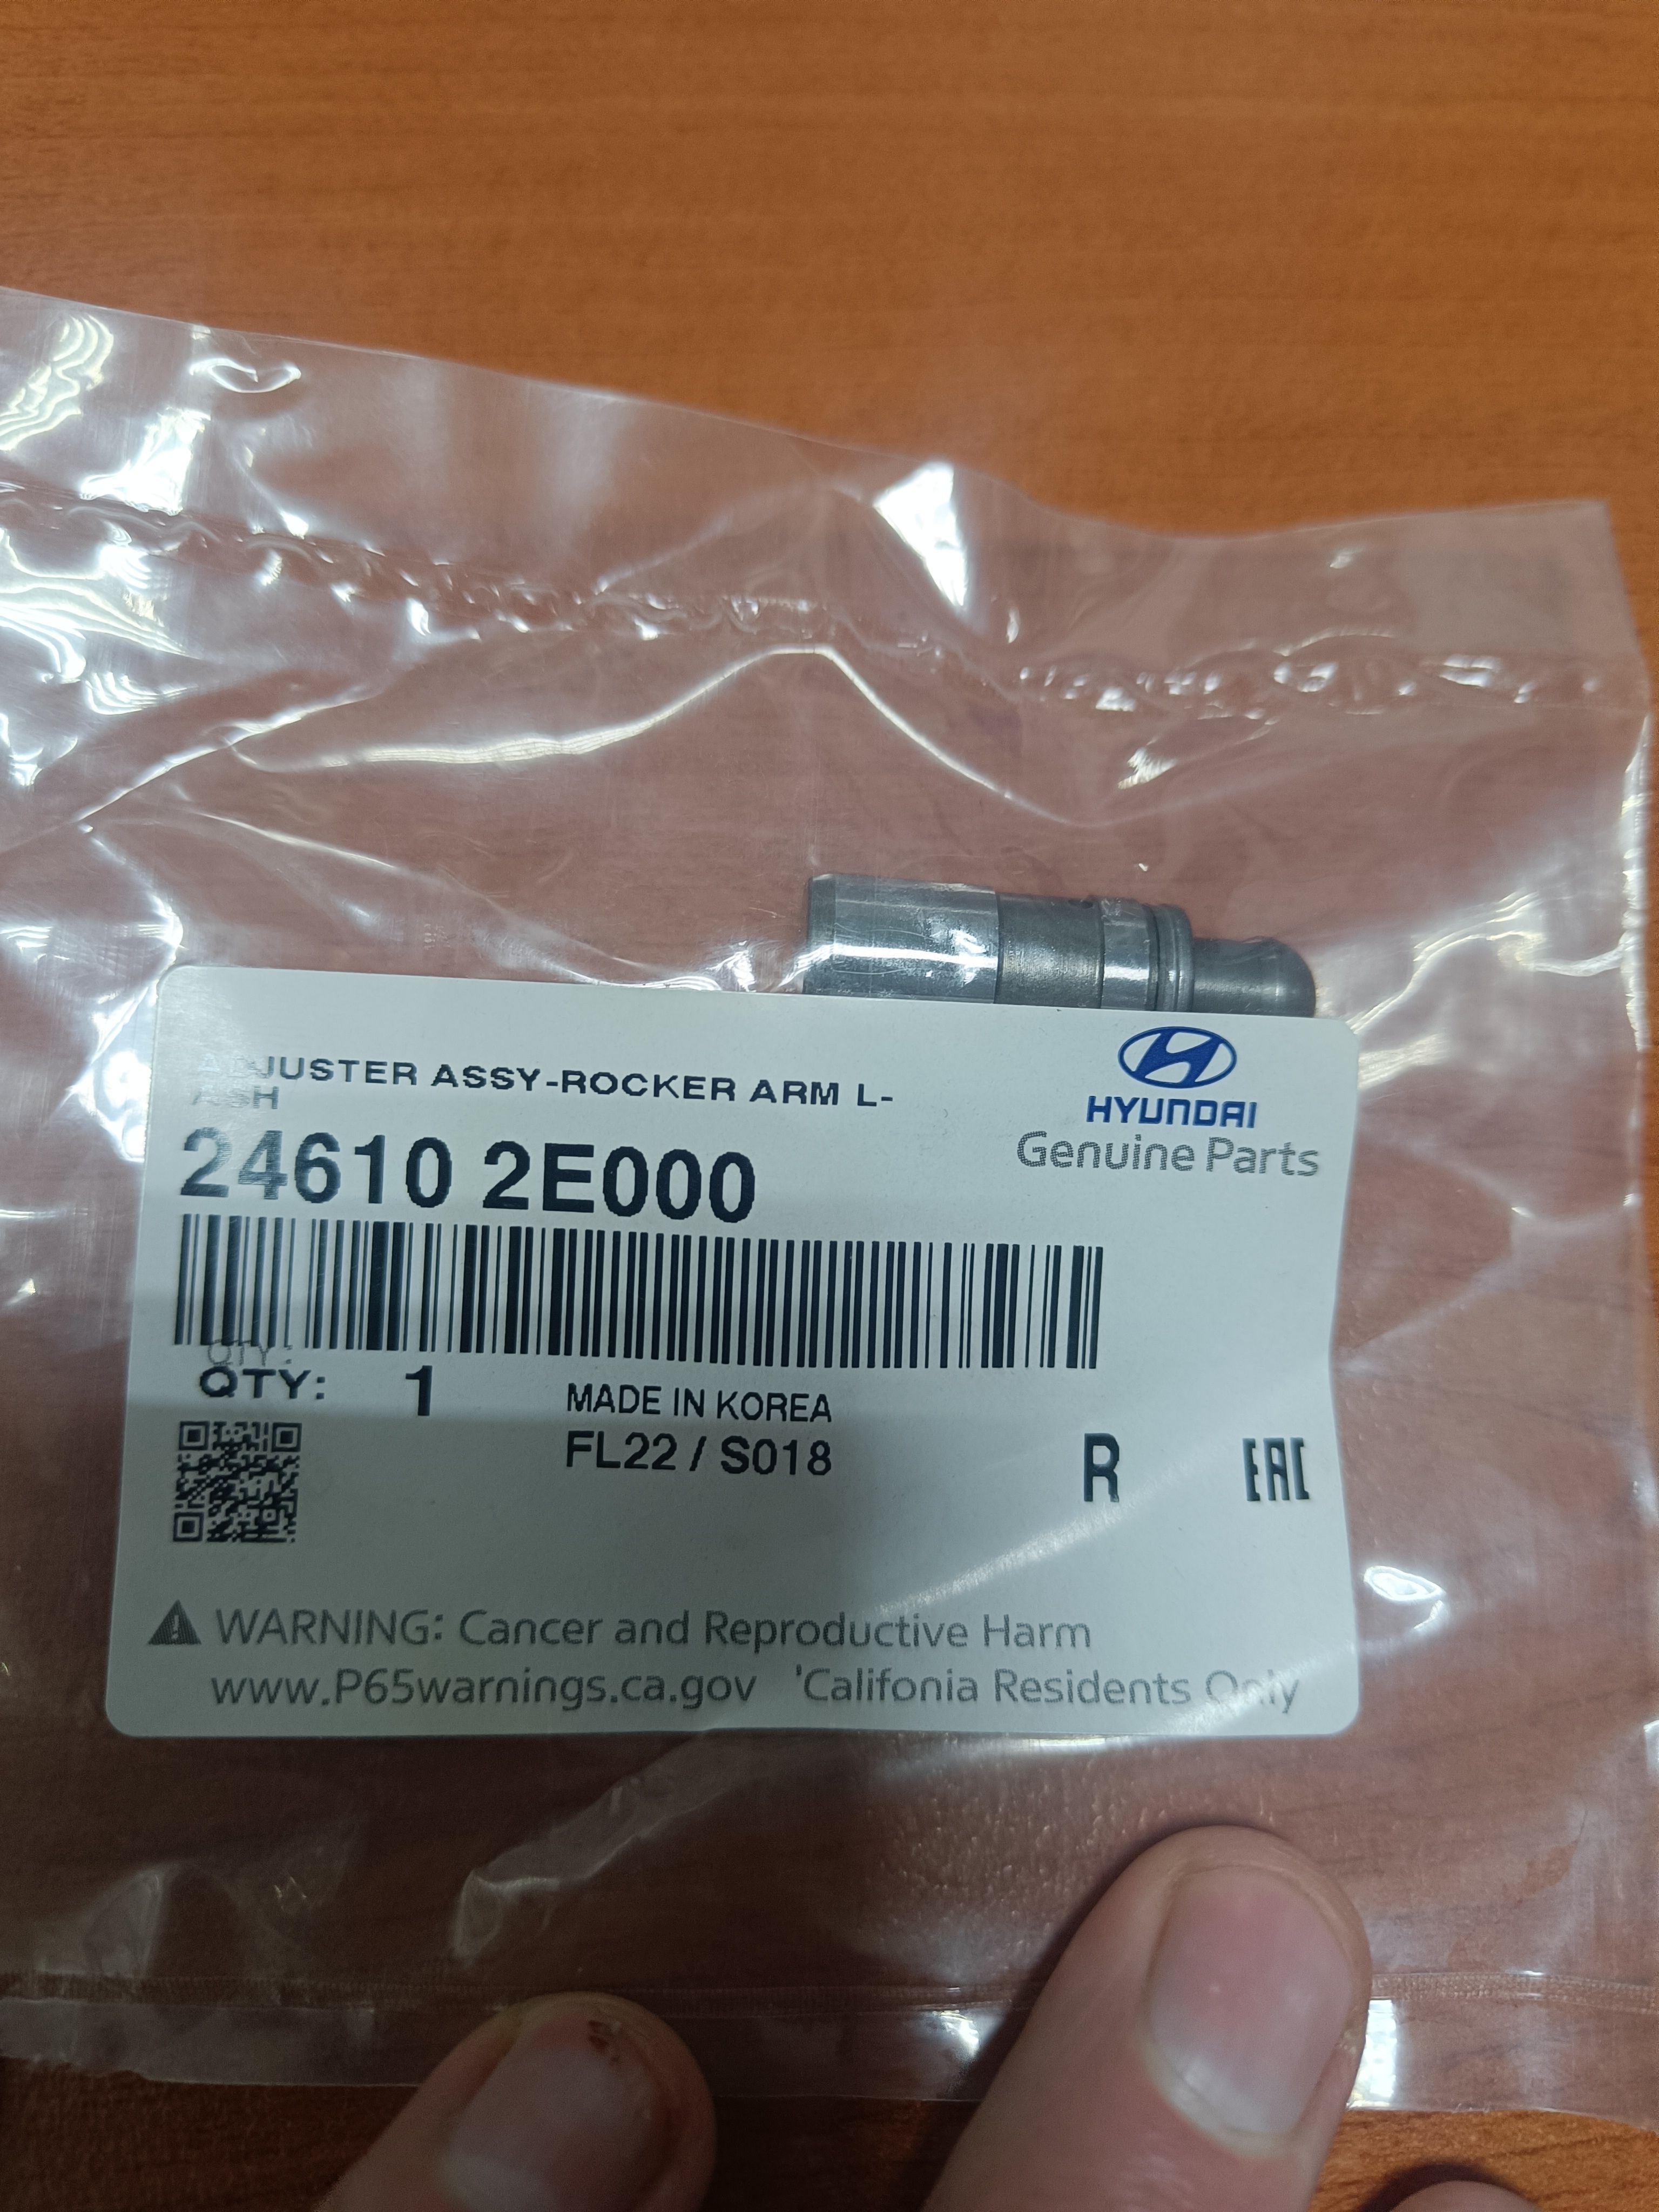 ADJUSTER ASSY-ROCKER ARM L-
ASH
HYUNDAI
Genuine Parts
24610 2E000
QTY :
QTY: 1
MADE IN KOREA
FL22 / S018
R
EAC
WARNING: Cancer and Reproductive Harm
www.P65warnings.ca.gov 'Califonia Residents Only